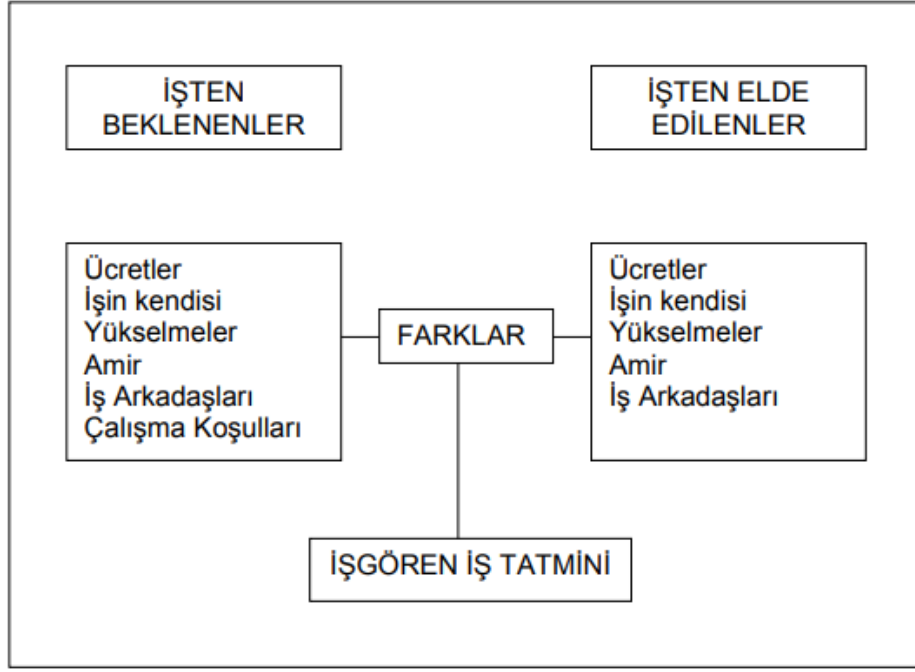 İŞTEN
BEKLENENLER
İŞTEN ELDE
EDİLENLER
Ücretler
İşin kendisi
Yükselmeler
Amir
İş Arkadaşları
Çalışma Koşulları
FARKLAR
Ücretler
İşin kendisi
Yükselmeler
Amir
İş Arkadaşları
İŞGÖREN İŞ TATMİNİ